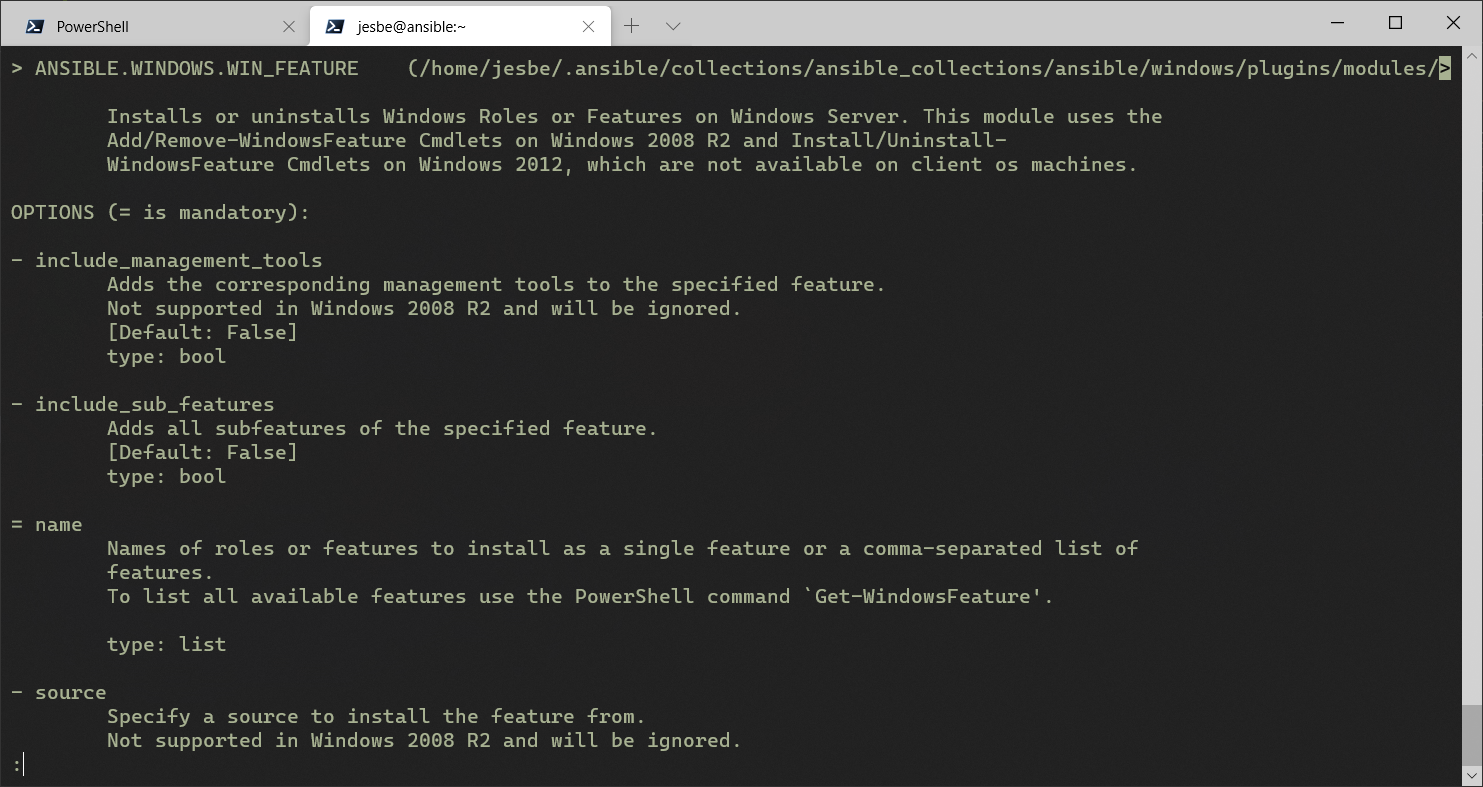 PowerShell
jesbe@ansible:~
> ANSIBLE.WINDOWS.WIN_FEATURE    (/home/jesbe/.ansible/collections/ansible_collections/ansible/windows/plugins/modules/>
Installs or uninstalls Windows Roles or Features on Windows Server. This module uses the
Add/Remove-WindowsFeature Cmdlets on Windows 2008 R2 and Install/Uninstall-
WindowsFeature Cmdlets on Windows 2012, which are not available on client os machines.
OPTIONS (= is mandatory):
- include_management_tools
Adds the corresponding management tools to the specified feature.
Not supported in Windows 2008 R2 and will be ignored.
[Default: False]
type: bool
- include_sub_features
Adds all subfeatures of the specified feature.
[Default: False]
type: bool
= name
Names of roles or features to install as a single feature or a comma-separated list of
features.
To list all available features use the PowerShell command `Get-WindowsFeature'.
type: list
- source
Specify a source to install the feature from.
Not supported in Windows 2008 R2 and will be ignored.
: